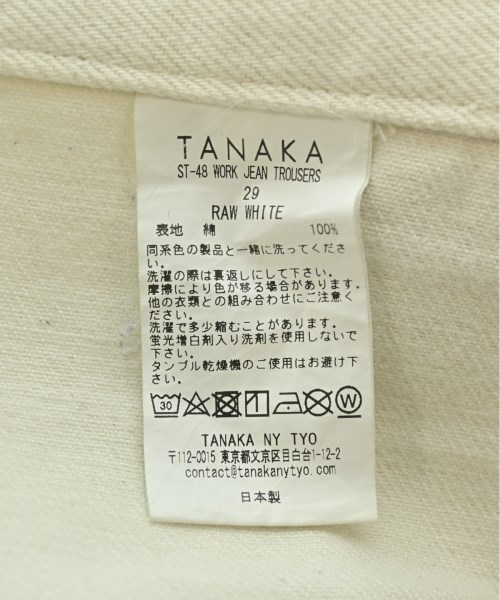 TANAKA
ST-48 WORK JEAN TROUSERS
29
RAW WHITE
表地 綿 100%
同系色の製品と一緒に洗ってくださ
い。
洗濯の際は裏返しにして下さい。
摩擦により色が移る場合があります。
他の衣類との組み合わせにご注意く
ださい。
洗濯で多少縮むことがあります。
蛍光増白剤入り洗剤を使用しないで
下さい。
タンブル乾燥機のご使用はお避け下
さい。
30 W
TANAKA NY TYO
〒112-0015 東京都文京区目白台1-12-2
contact@tanakanytyo.com
日本製